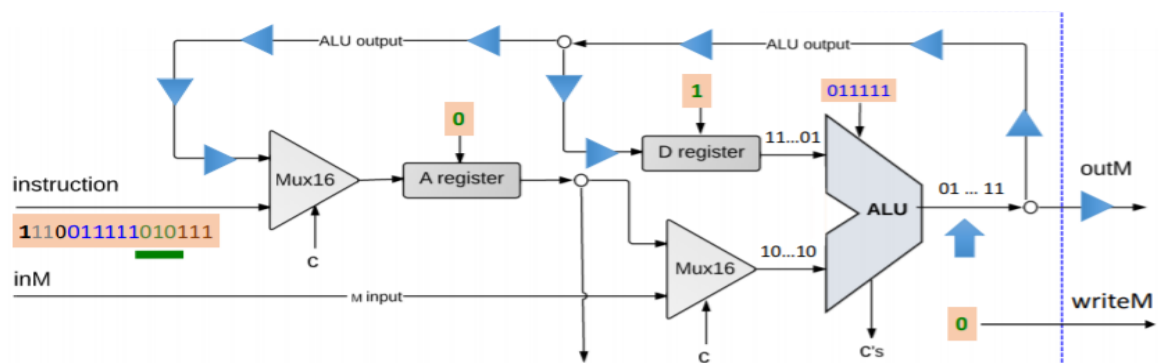 ALU output
ALU output
0
1
011111
Mux16
A register
D register
11...01
instruction
1110011111010111
ALU
01 ... 11
outM
C
Mux16
10...10
inM
M input
0
writeM
C
C's